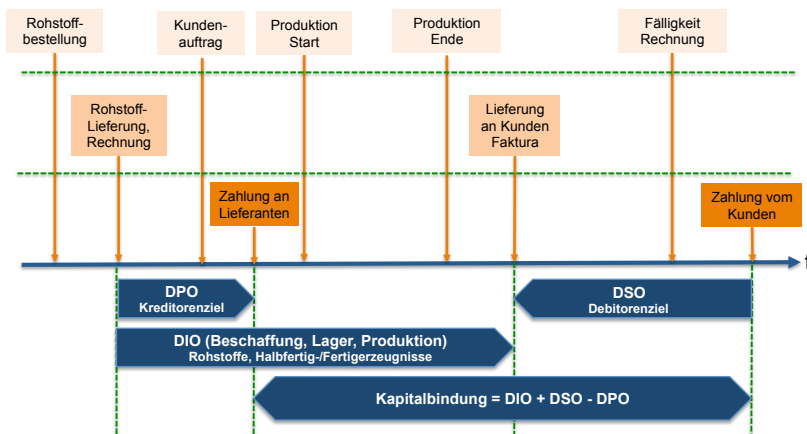 Rohstoff-
bestellung
Kunden-
auftrag
Produktion
Start
Produktion
Ende
Fälligkeit
Rechnung
Rohstoff-
Lieferung,
Rechnung
Lieferung
an Kunden
Faktura
Zahlung an
Lieferanten
Zahlung vom
Kunden
t
DPO
Kreditorenziel
DSO
Debitorenziel
DIO (Beschaffung, Lager, Produktion)
Rohstoffe, Halbfertig-/Fertigerzeugnisse
Kapitalbindung = DIO + DSO - DPO